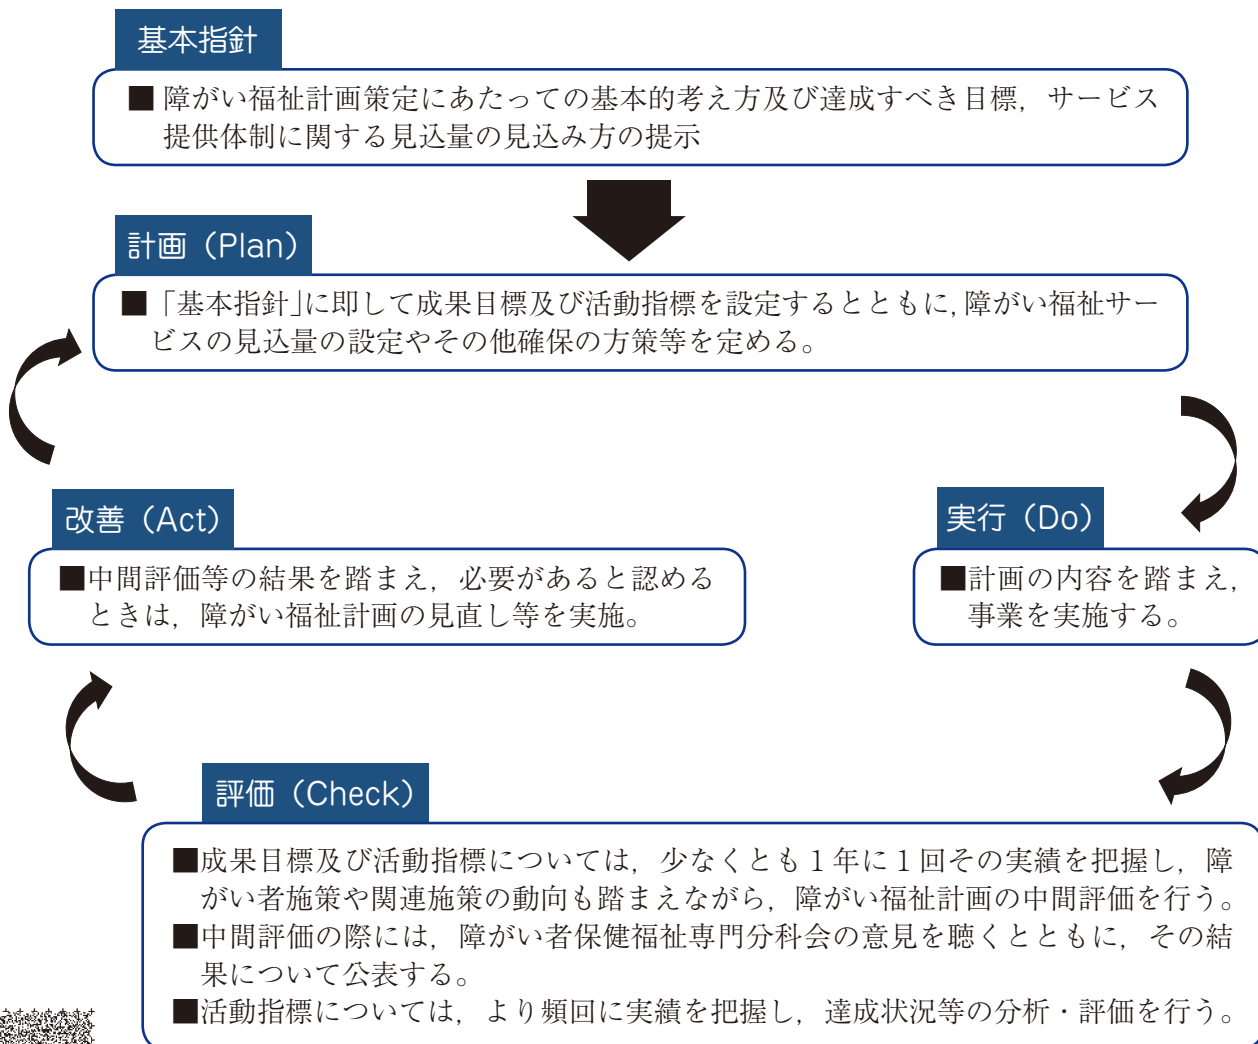 基本指針
■ 障がい福祉計画策定にあたっての基本的考え方及び達成すべき目標，サービス
提供体制に関する見込量の見込み方の提示
計画（Plan）
■「基本指針」に即して成果目標及び活動指標を設定するとともに，障がい福祉サー
ビスの見込量の設定やその他確保の方策等を定める。
改善（Act）
■中間評価等の結果を踏まえ，必要があると認める
ときは，障がい福祉計画の見直し等を実施。
実行（Do）
■計画の内容を踏まえ，
事業を実施する。
評価（Check）
■成果目標及び活動指標については，少なくとも１年に１回その実績を把握し，障
がい者施策や関連施策の動向も踏まえながら，障がい福祉計画の中間評価を行う。
■中間評価の際には，障がい者保健福祉専門分科会の意見を聴くとともに，その結
果について公表する。
■活動指標については，より頻回に実績を把握し，達成状況等の分析・評価を行う。